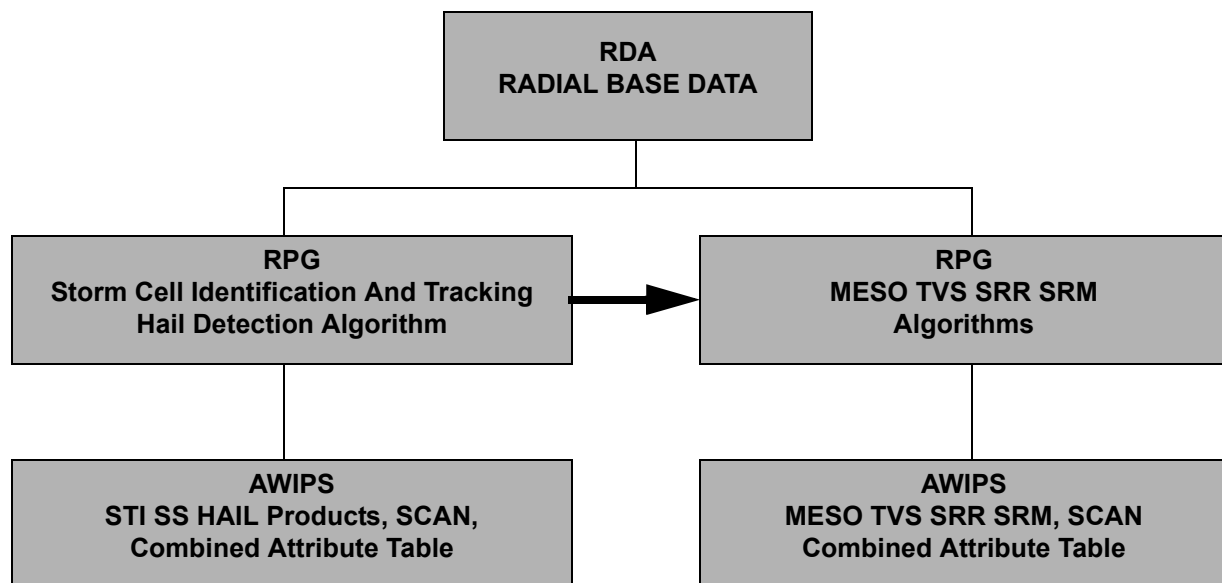 RDA
RADIAL BASE DATA
RPG
Storm Cell Identification And Tracking
Hail Detection Algorithm
RPG
MESO TVS SRR SRM
Algorithms
AWIPS
STI SS HAIL Products, SCAN,
Combined Attribute Table
AWIPS
MESO TVS SRR SRM, SCAN
Combined Attribute Table